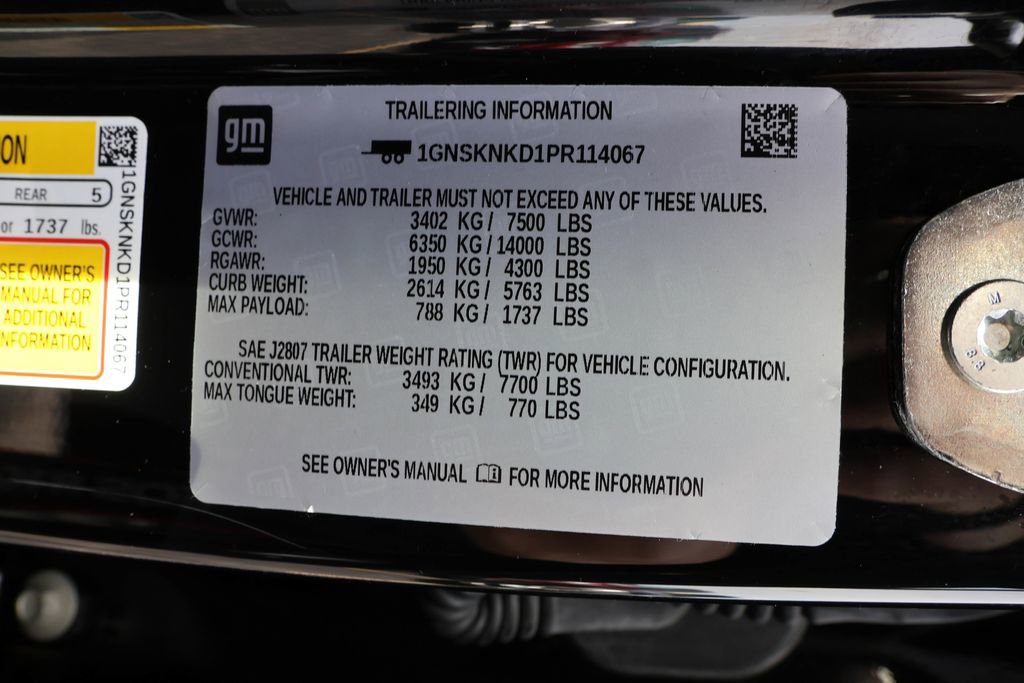 ON
REAR 5
or 1737 lbs.
SEE OWNER'S
MANUAL FOR
ADDITIONAL
INFORMATION
1GNSKNKD1PR114067
gm
TRAILERING INFORMATION
1GNSKNKD1PR114067
VEHICLE AND TRAILER MUST NOT EXCEED ANY OF THESE VALUES.
GVWR: 3402 KG / 7500 LBS
GCWR: 6350 KG / 14000 LBS
RGAWR: 1950 KG / 4300 LBS
CURB WEIGHT: 2614 KG / 5763 LBS
MAX PAYLOAD: 788 KG / 1737 LBS
SAE J2807 TRAILER WEIGHT RATING (TWR) FOR VEHICLE CONFIGURATION.
CONVENTIONAL TWR: 3493 KG / 7700 LBS
MAX TONGUE WEIGHT: 349 KG / 770 LBS
SEE OWNER'S MANUAL FOR MORE INFORMATION
M
8.8